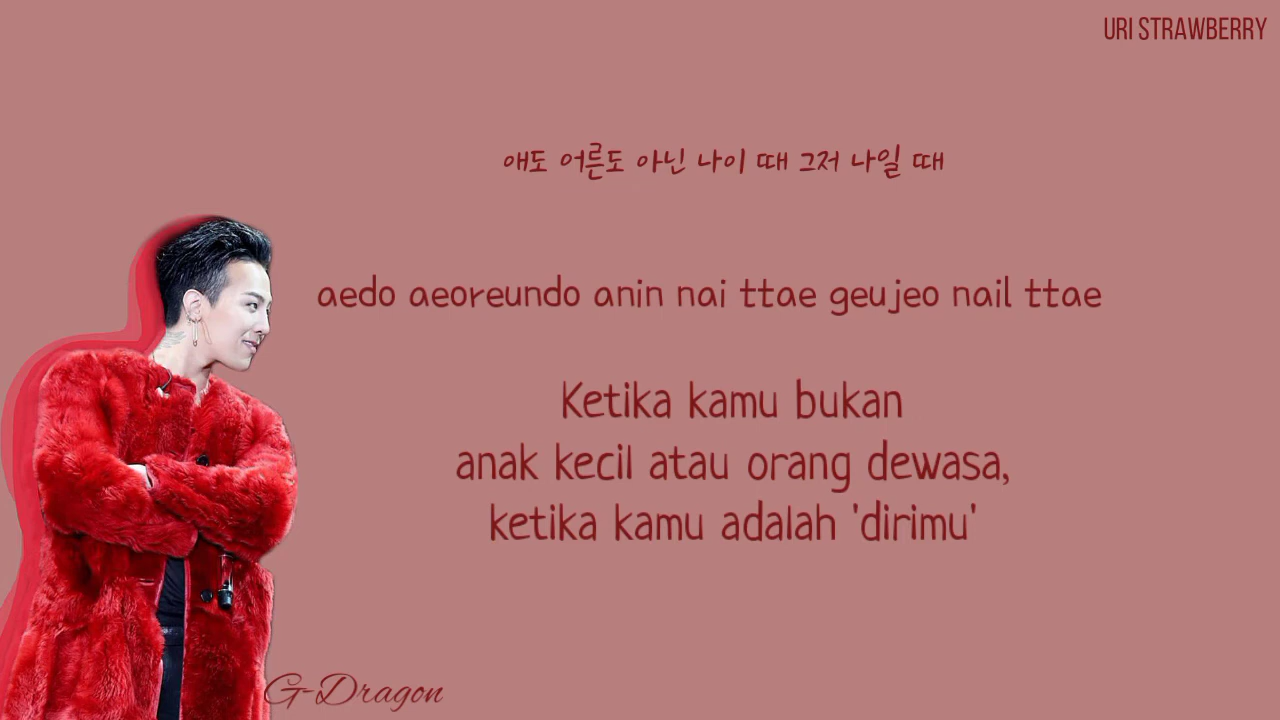 URI STRAWBERRY
애도 어른도 아닌 나이 때 그저 나일 때
aedo aeoreundo anin nai ttae geujeo nail ttae
Ketika kamu bukan
anak kecil atau orang dewasa,
ketika kamu adalah 'dirimu'
G-Dragon